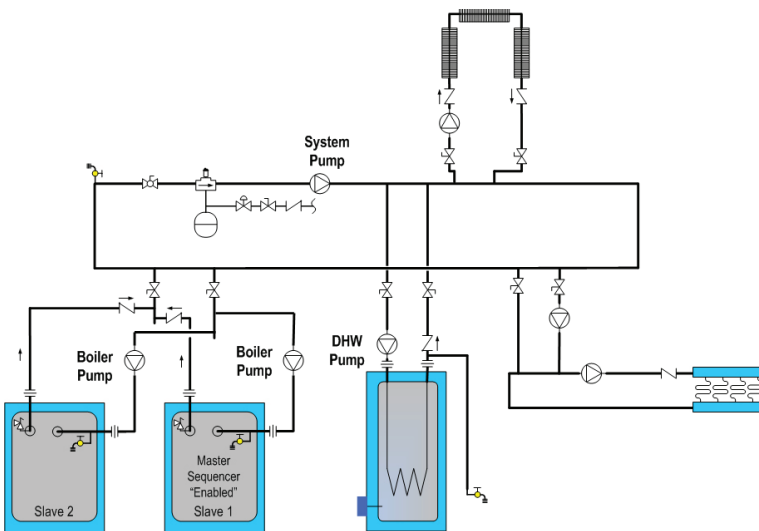 System
Pump
Boiler
Pump
Boiler
Pump
DHW
Pump
Slave 2
Master
Sequencer
“Enabled”
Slave 1